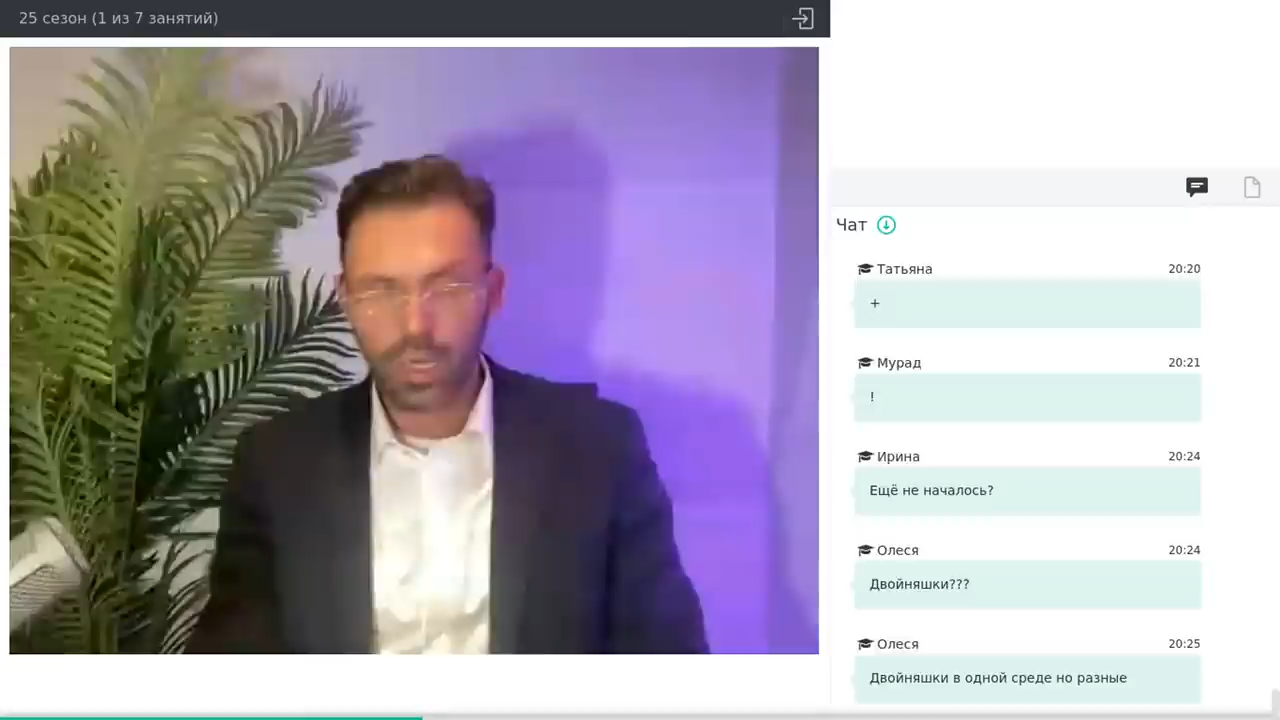 25 сезон (1 из 7 занятий)
Чат
Татьяна 20:20
+
Мурад 20:21
!
Ирина 20:24
Ещё не началось?
Олеся 20:24
Двойняшки???
Олеся 20:25
Двойняшки в одной среде но разные